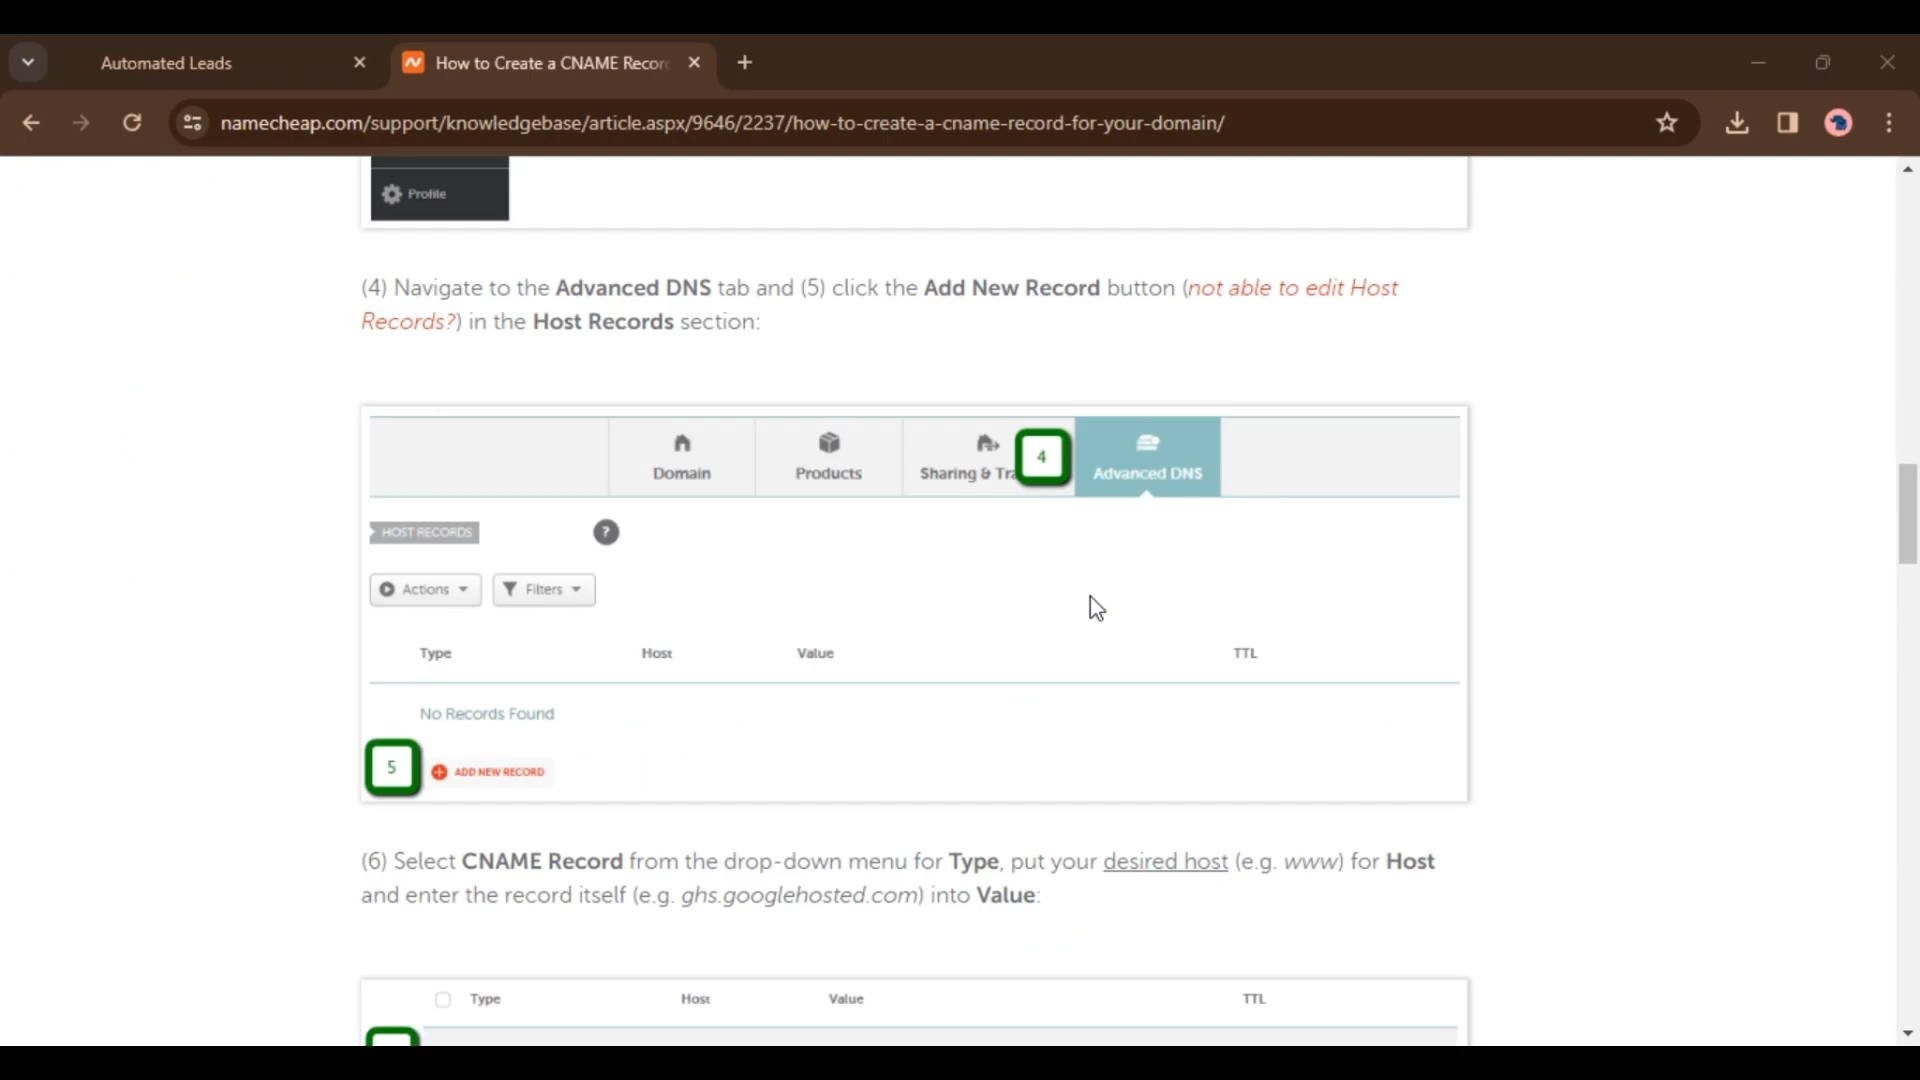 Automated Leads
How to Create a CNAME Recor
namecheap.com/support/knowledgebase/article.aspx/9646/2237/how-to-create-a-cname-record-for-your-domain/
Profile
(4) Navigate to the Advanced DNS tab and (5) click the Add New Record button (not able to edit Host
Records?) in the Host Records section:
Domain
Products
Sharing & Tra
4
Advanced DNS
HOST RECORDS
?
Actions
Filters
Type Host Value TTL
No Records Found
5
ADD NEW RECORD
(6) Select CNAME Record from the drop-down menu for Type, put your desired host (e.g. www) for Host
and enter the record itself (e.g. ghs.googlehosted.com) into Value:
Type Host Value TTL